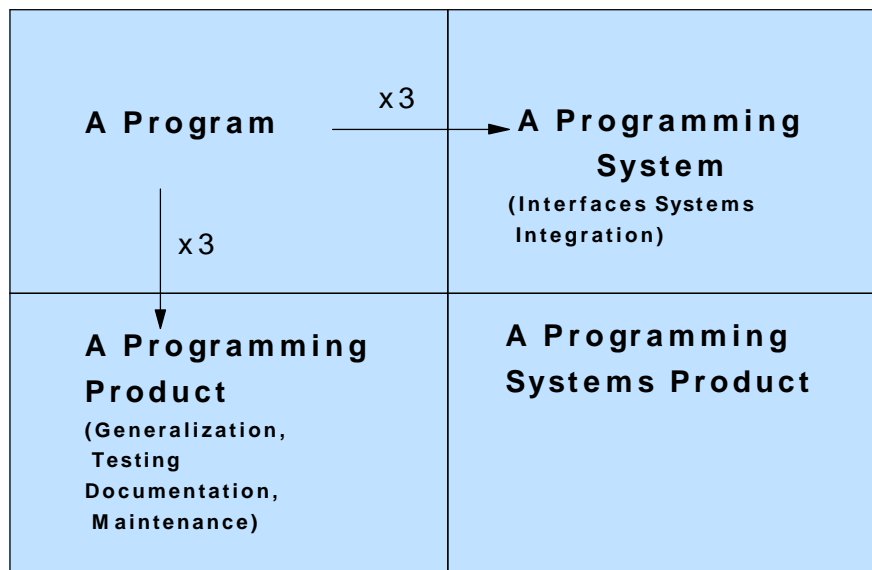 A Program
x3
A Programming
System
(Interfaces Systems
Integration)
x3
A Programming
Product
(Generalization,
Testing
Documentation,
Maintenance)
A Programming
Systems Product